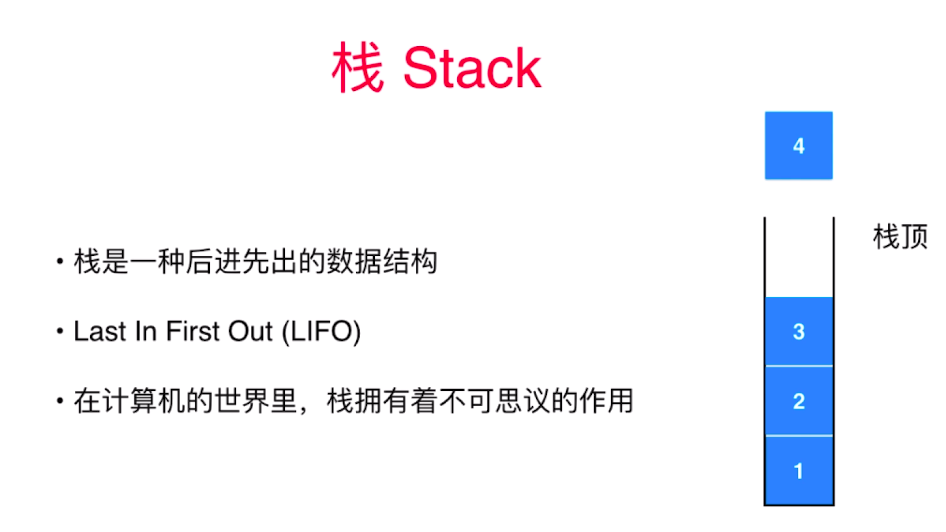 栈 Stack
4
栈顶
• 栈是一种后进先出的数据结构
• Last In First Out (LIFO)
3
• 在计算机的世界里，栈拥有着不可思议的作用
2
1